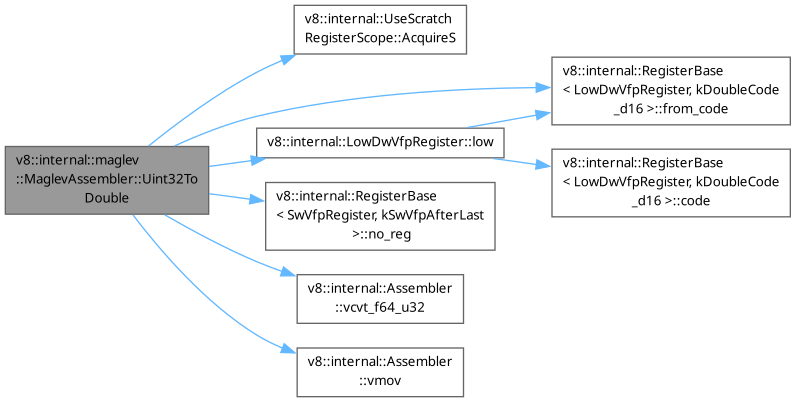 v8::internal::maglev
::MaglevAssembler::Uint32To
Double
v8::internal::UseScratch
RegisterScope::AcquireS
v8::internal::RegisterBase
< LowDwVfpRegister, kDoubleCode
_d16 >::from_code
v8::internal::LowDwVfpRegister::low
v8::internal::RegisterBase
< LowDwVfpRegister, kDoubleCode
_d16 >::code
v8::internal::RegisterBase
< SwVfpRegister, kSwVfpAfterLast
>::no_reg
v8::internal::Assembler
::vcvt_f64_u32
v8::internal::Assembler
::vmov